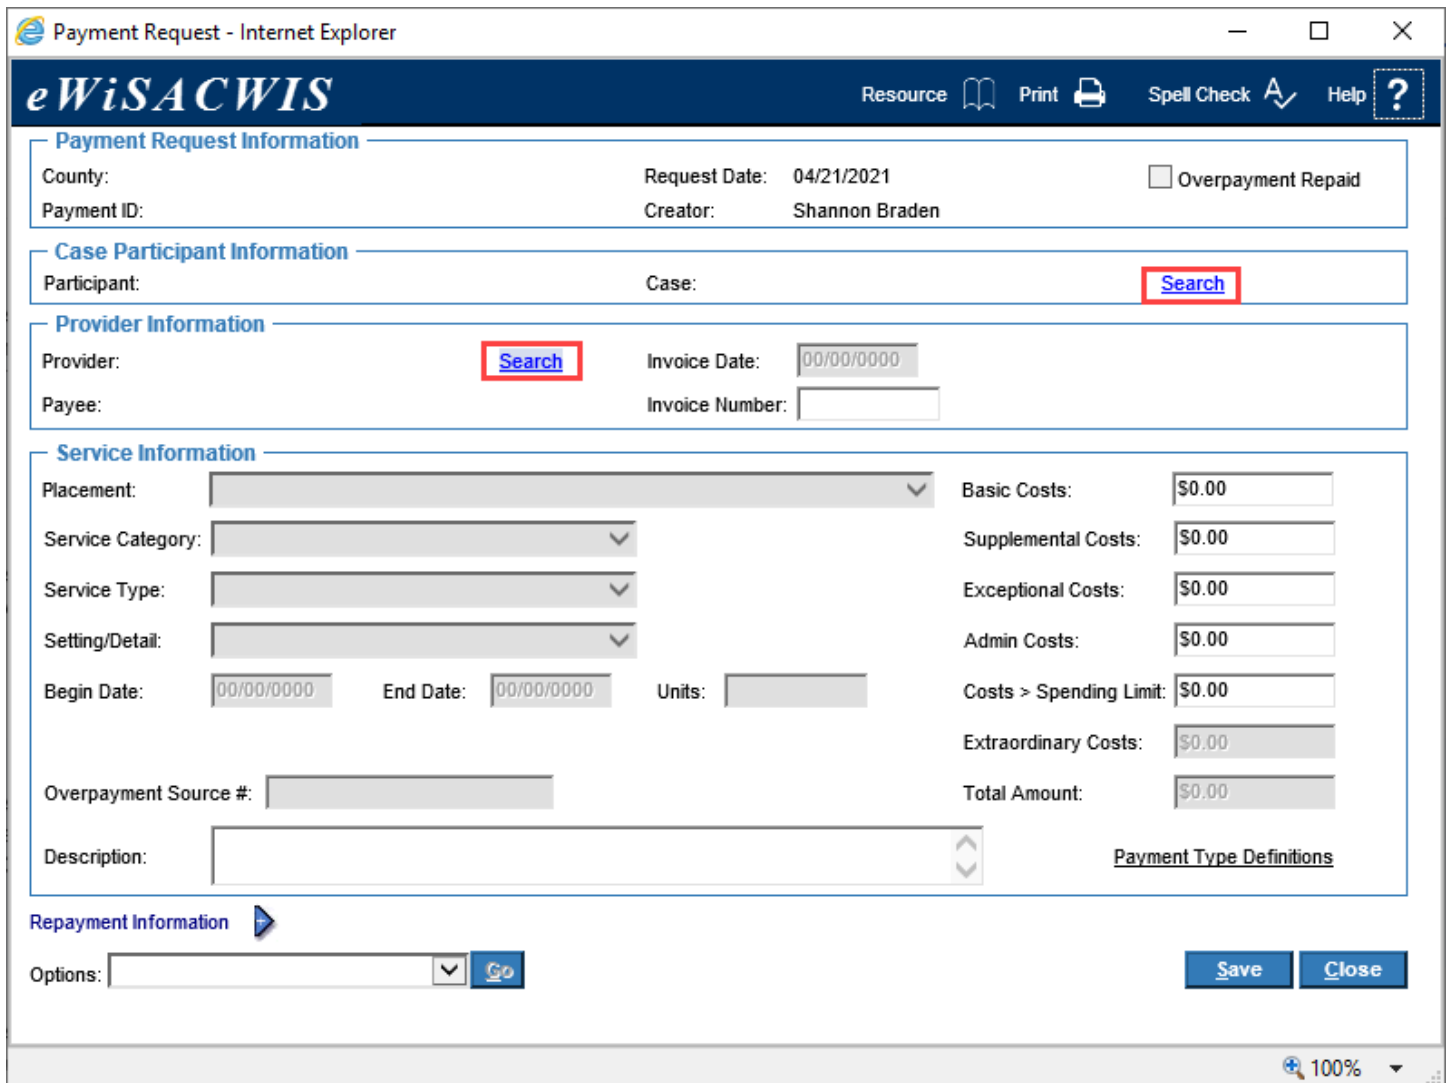 Payment Request - Internet Explorer
eWiSACWIS Resource Print Spell Check Help ?
Payment Request Information
County: Request Date: 04/21/2021 Overpayment Repaid
Payment ID: Creator: Shannon Braden
Case Participant Information
Participant: Case: Search
Provider Information
Provider: Search Invoice Date: 00/00/0000
Payee: Invoice Number:
Service Information
Placement: Basic Costs: $0.00
Service Category: Supplemental Costs: $0.00
Service Type: Exceptional Costs: $0.00
Setting/Detail: Admin Costs: $0.00
Begin Date: 00/00/0000 End Date: 00/00/0000 Units: Costs > Spending Limit: $0.00
Extraordinary Costs: $0.00
Overpayment Source #: Total Amount: $0.00
Description: Payment Type Definitions
Repayment Information
Options: Go Save Close
100%